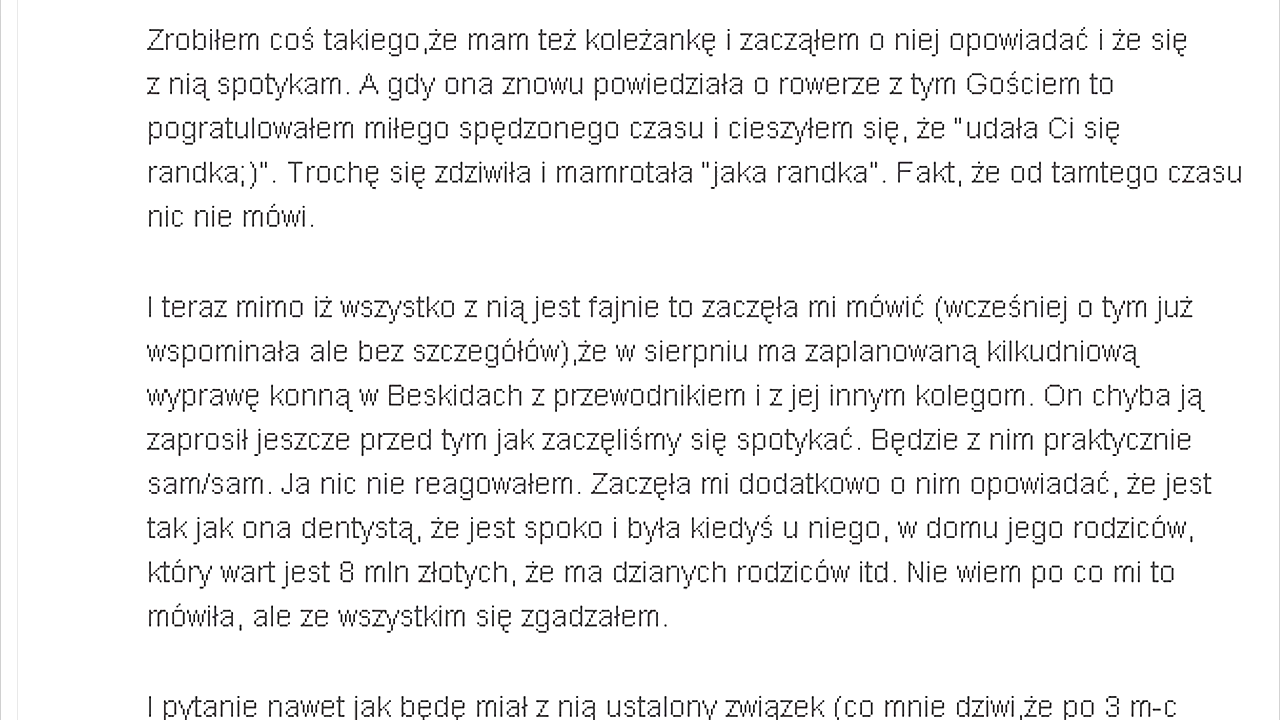 Zrobiłem coś takiego,że mam też koleżankę i zacząłem o niej opowiadać i że się
z nią spotykam. A gdy ona znowu powiedziała o rowerze z tym Gościem to
pogratulowałem miłego spędzonego czasu i cieszyłem się, że "udała Ci się
randka;)". Trochę się zdziwiła i mamrotała "jaka randka". Fakt, że od tamtego czasu
nic nie mówi.
I teraz mimo iż wszystko z nią jest fajnie to zaczęła mi mówić (wcześniej o tym już
wspominała ale bez szczegółów),że w sierpniu ma zaplanowaną kilkudniową
wyprawę konną w Beskidach z przewodnikiem i z jej innym kolegom. On chyba ją
zaprosił jeszcze przed tym jak zaczęliśmy się spotykać. Będzie z nim praktycznie
sam/sam. Ja nic nie reagowałem. Zaczęła mi dodatkowo o nim opowiadać, że jest
tak jak ona dentystą, że jest spoko i była kiedyś u niego, w domu jego rodziców,
który wart jest 8 mln złotych, że ma dzianych rodziców itd. Nie wiem po co mi to
mówiła, ale ze wszystkim się zgadzałem.
I pytanie nawet jak będę miał z nią ustalony związek (co mnie dziwi,że po 3 m-c